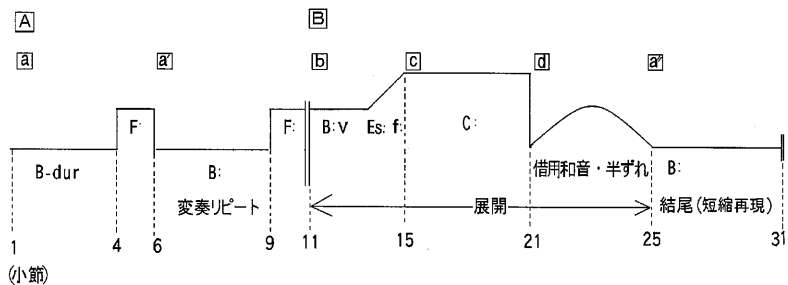 A B
a a′ b c d a″
F: F: B: V Es: f: C:
B-dur B: 借用和音・半ずれ B:
変奏リピート 展開 結尾(短縮再現)
1 4 6 9 11 15 21 25 31
(小節)